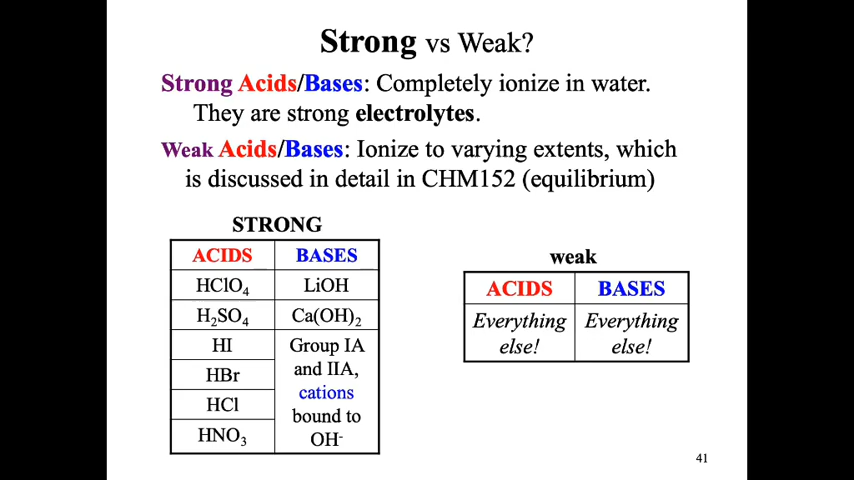 Strong vs Weak?
Strong Acids/Bases: Completely ionize in water.
They are strong electrolytes.
Weak Acids/Bases: Ionize to varying extents, which
is discussed in detail in CHM152 (equilibrium)
STRONG
ACIDS BASES
HClO₄ LiOH
H₂SO₄ Ca(OH)₂
HI Group IA
and IIA,
HBr
cations
HCl
bound to
HNO₃
OH⁻
weak
ACIDS BASES
Everything Everything
else! else!
41